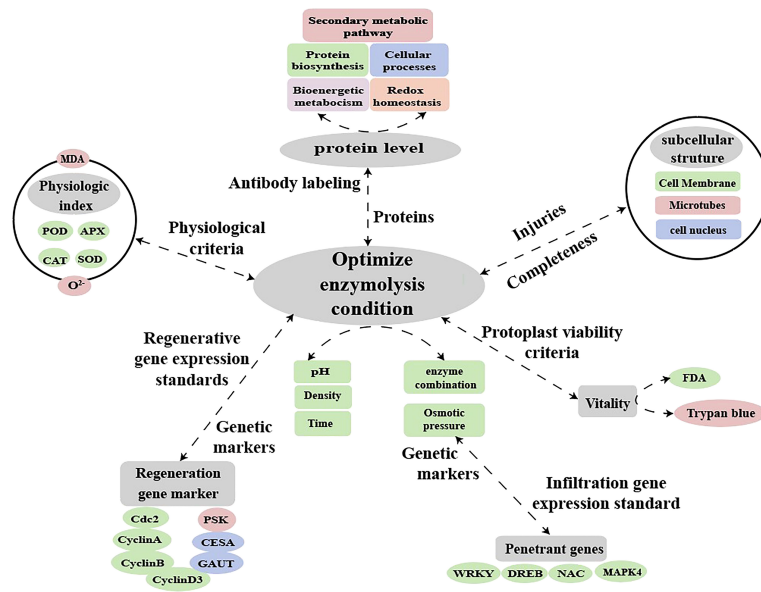 Secondary metabolic
pathway
Protein
biosynthesis
Cellular
processes
Bioenergetic
metabocism
Redox
homeostasis
protein level
Antibody labeling
Proteins
MDA
Physiologic
index
POD
APX
CAT
SOD
O²⁻
Physiological
criteria
subcellular
struture
Cell Membrane
Microtubes
cell nucleus
Injuries
Completeness
Optimize
enzymolysis
condition
Regenerative
gene expression
standards
Genetic
markers
pH
Density
Time
enzyme
combination
Osmotic
pressure
Protoplast viability
criteria
Vitality
FDA
Trypan blue
Genetic
markers
Infiltration gene
expression standard
Regeneration
gene marker
Cdc2
PSK
CyclinA
CESA
CyclinB
GAUT
CyclinD3
Penetrant genes
WRKY
DREB
NAC
MAPK4